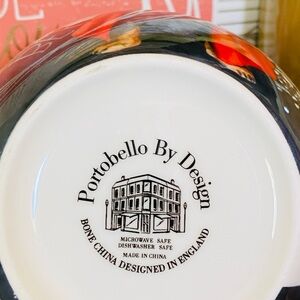 Portobello By Design
MICROWAVE SAFE
DISHWASHER SAFE
MADE IN CHINA
BONE CHINA DESIGNED IN ENGLAND